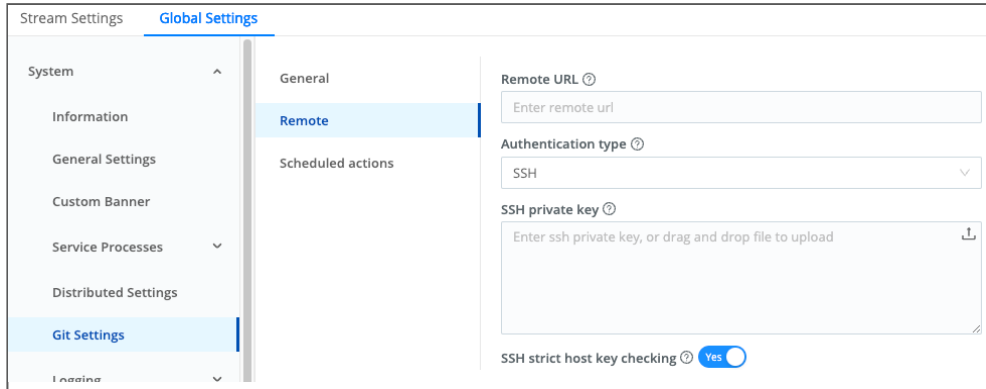 Stream Settings Global Settings
System
Information
General Settings
Custom Banner
Service Processes
Distributed Settings
Git Settings
Logging
General
Remote
Scheduled actions
Remote URL
Enter remote url
Authentication type
SSH
SSH private key
Enter ssh private key, or drag and drop file to upload
SSH strict host key checking Yes